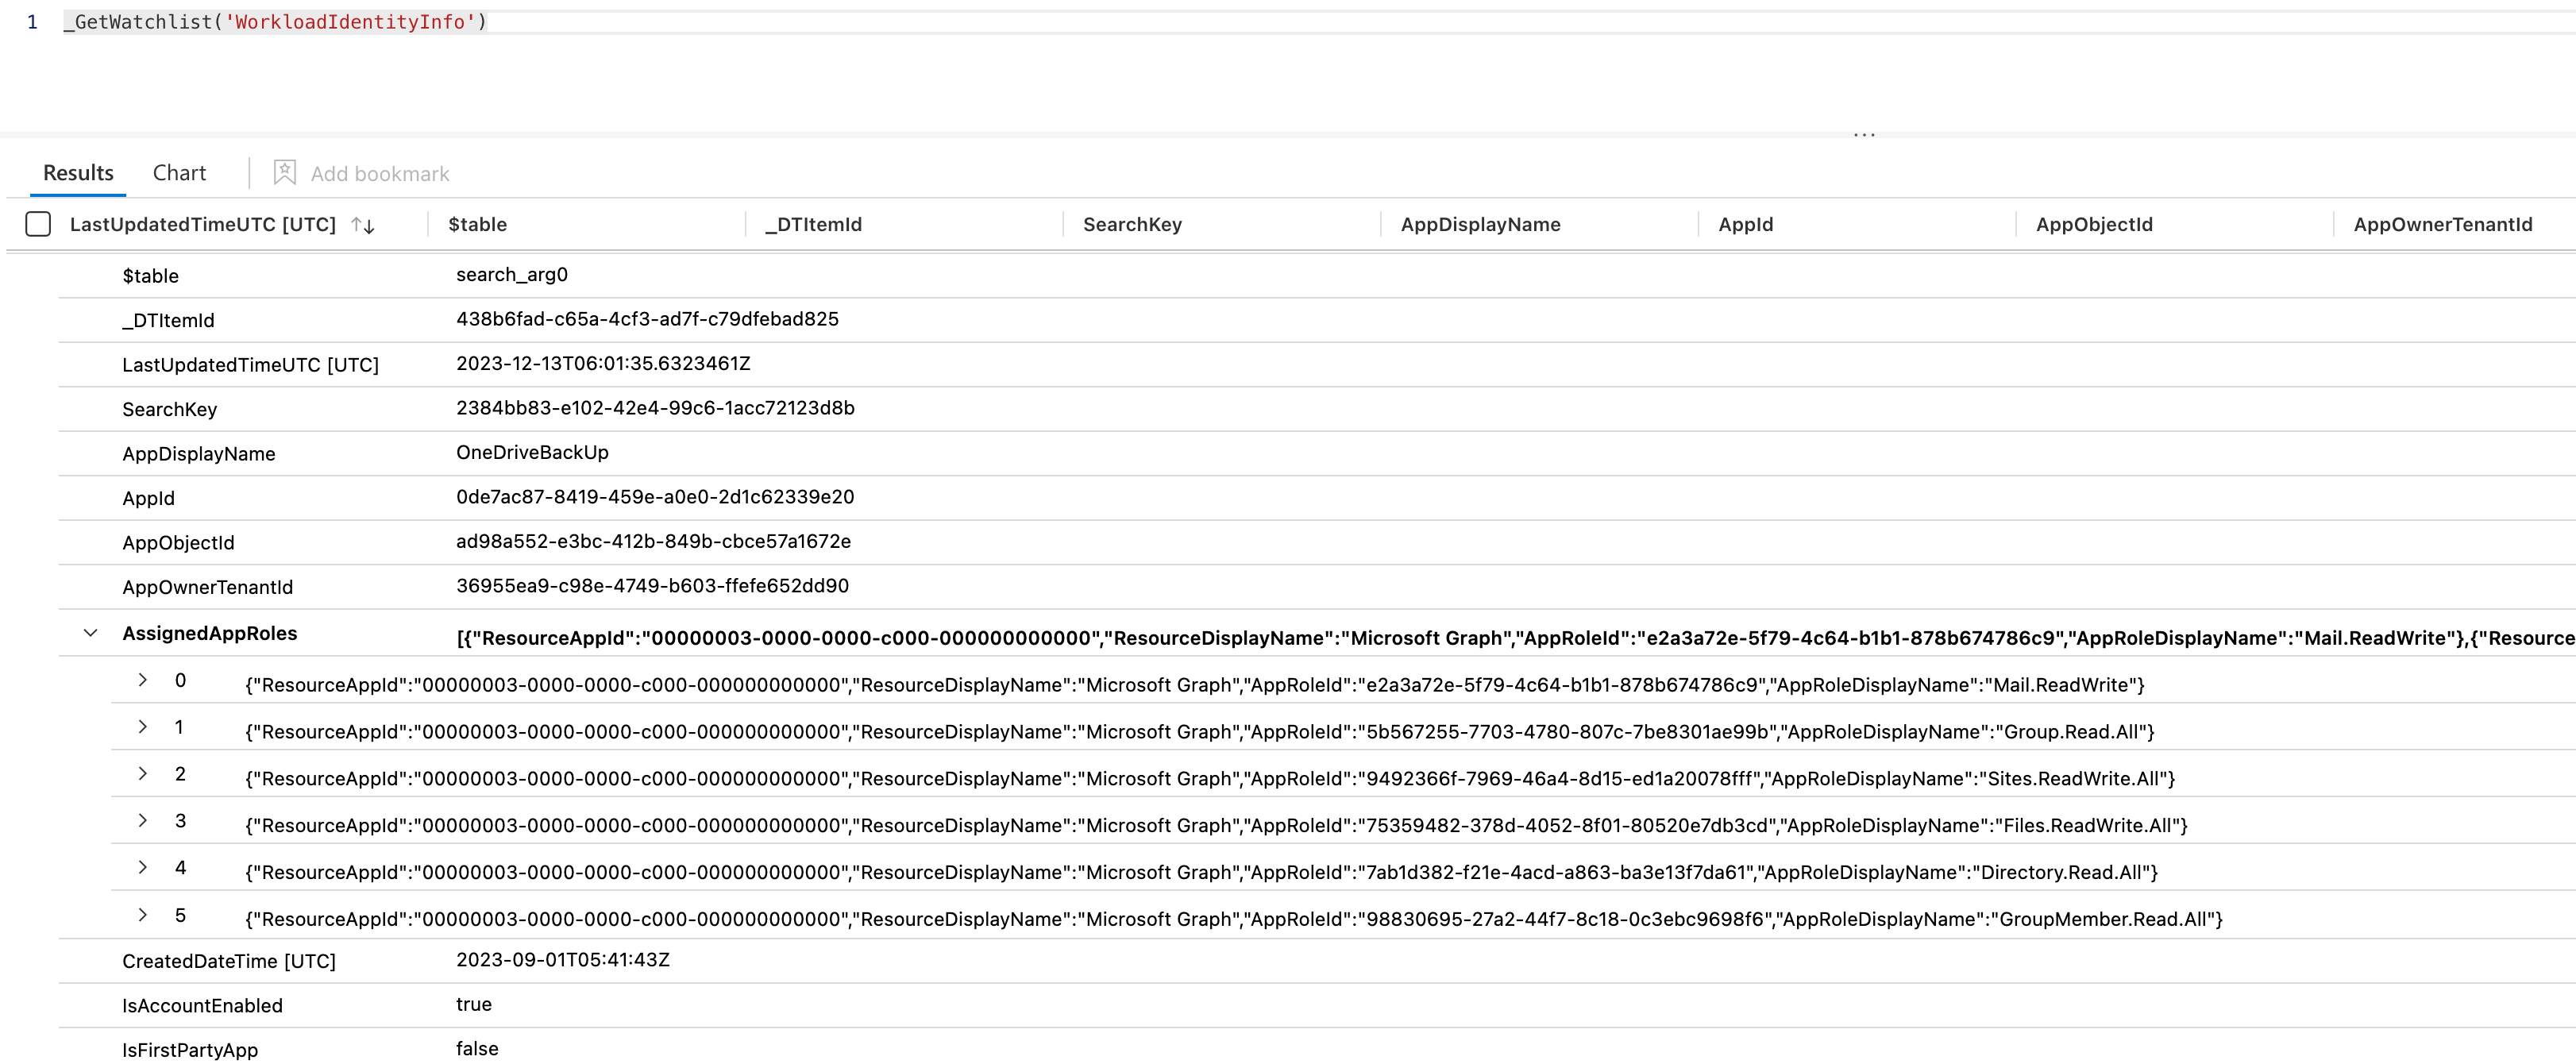 1 _GetWatchlist('WorkloadIdentityInfo')
...
Results Chart Add bookmark
LastUpdatedTimeUTC [UTC] ↑↓ $table _DTItemId SearchKey AppDisplayName AppId AppObjectId AppOwnerTenantId
$table search_arg0
_DTItemId 438b6fad-c65a-4cf3-ad7f-c79dfebad825
LastUpdatedTimeUTC [UTC] 2023-12-13T06:01:35.6323461Z
SearchKey 2384bb83-e102-42e4-99c6-1acc72123d8b
AppDisplayName OneDriveBackUp
AppId 0de7ac87-8419-459e-a0e0-2d1c62339e20
AppObjectId ad98a552-e3bc-412b-849b-cbce57a1672e
AppOwnerTenantId 36955ea9-c98e-4749-b603-ffefe652dd90
AssignedAppRoles [{"ResourceAppId":"00000003-0000-0000-c000-000000000000","ResourceDisplayName":"Microsoft Graph","AppRoleId":"e2a3a72e-5f79-4c64-b1b1-878b674786c9","AppRoleDisplayName":"Mail.ReadWrite"},{"Resource
0 {"ResourceAppId":"00000003-0000-0000-c000-000000000000","ResourceDisplayName":"Microsoft Graph","AppRoleId":"e2a3a72e-5f79-4c64-b1b1-878b674786c9","AppRoleDisplayName":"Mail.ReadWrite"}
1 {"ResourceAppId":"00000003-0000-0000-c000-000000000000","ResourceDisplayName":"Microsoft Graph","AppRoleId":"5b567255-7703-4780-807c-7be8301ae99b","AppRoleDisplayName":"Group.Read.All"}
2 {"ResourceAppId":"00000003-0000-0000-c000-000000000000","ResourceDisplayName":"Microsoft Graph","AppRoleId":"9492366f-7969-46a4-8d15-ed1a20078fff","AppRoleDisplayName":"Sites.ReadWrite.All"}
3 {"ResourceAppId":"00000003-0000-0000-c000-000000000000","ResourceDisplayName":"Microsoft Graph","AppRoleId":"75359482-378d-4052-8f01-80520e7db3cd","AppRoleDisplayName":"Files.ReadWrite.All"}
4 {"ResourceAppId":"00000003-0000-0000-c000-000000000000","ResourceDisplayName":"Microsoft Graph","AppRoleId":"7ab1d382-f21e-4acd-a863-ba3e13f7da61","AppRoleDisplayName":"Directory.Read.All"}
5 {"ResourceAppId":"00000003-0000-0000-c000-000000000000","ResourceDisplayName":"Microsoft Graph","AppRoleId":"98830695-27a2-44f7-8c18-0c3ebc9698f6","AppRoleDisplayName":"GroupMember.Read.All"}
CreatedDateTime [UTC] 2023-09-01T05:41:43Z
IsAccountEnabled true
IsFirstPartyApp false